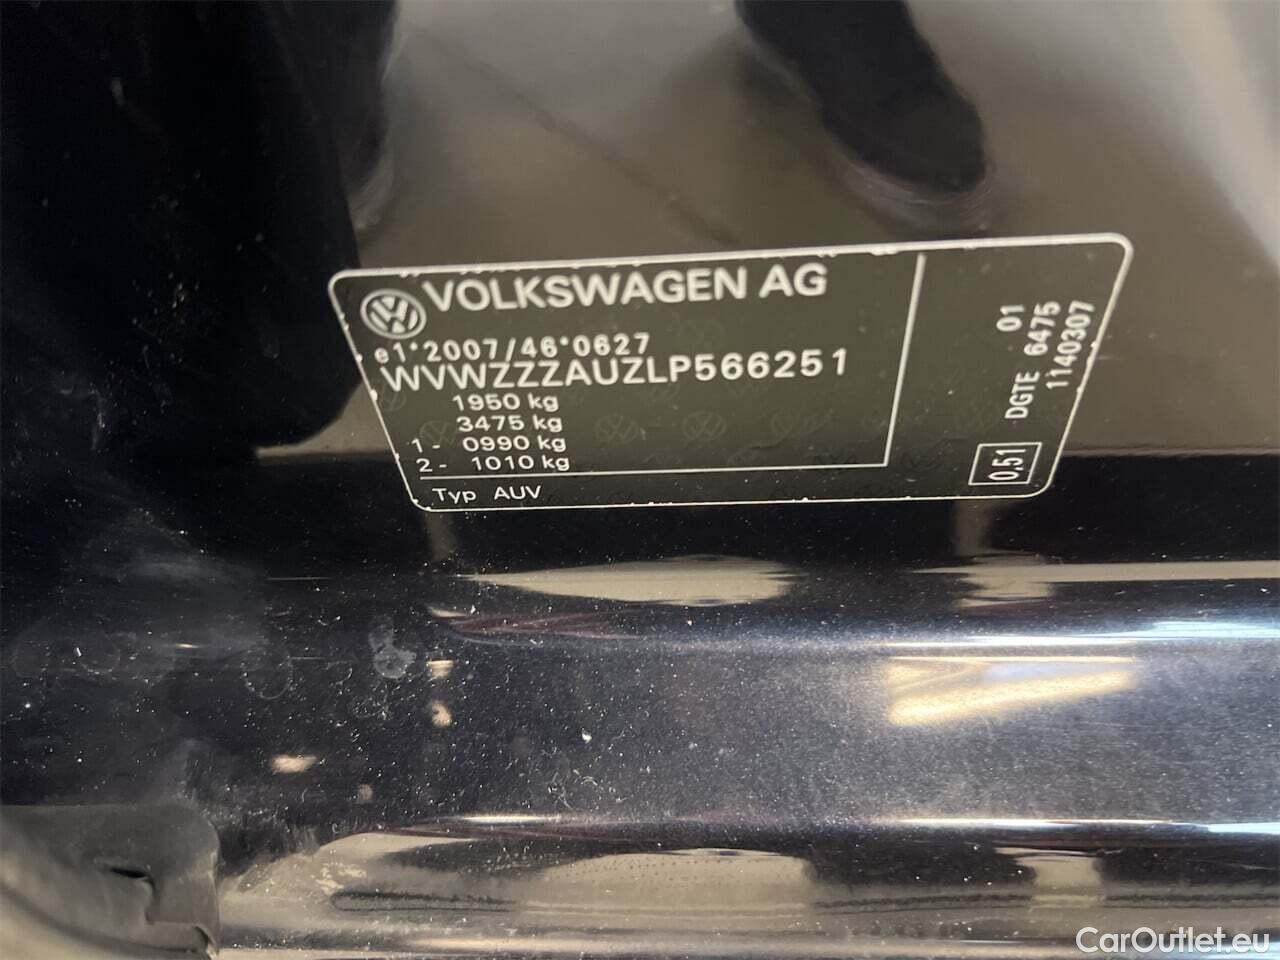 VOLKSWAGEN AG
e1*2007/46*0627
WVWZZZAUZLP566251
1950 kg
3475 kg
1- 0990 kg
2- 1010 kg
Typ AUV
01
DGTE 6475
1140307
0,51
CarOutlet.eu